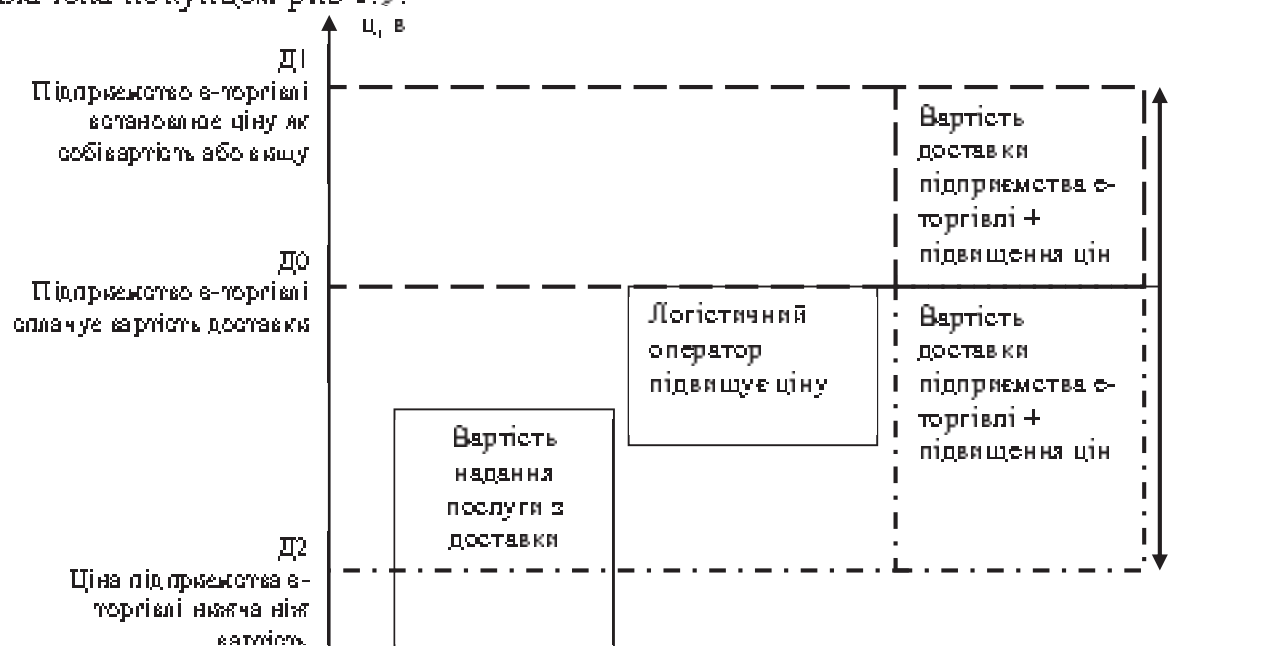 ц, в
Д1
Підприємство е-торгівлі
встановлює ціну як
собівартість або вищу
Вартість
доставки
підприємства е-
торгівлі +
підвищення цін
Д0
Підприємство е-торгівлі
сплачує вартість доставки
Логістичний
оператор
підвищує ціну
Вартість
доставки
підприємства е-
торгівлі +
підвищення цін
Вартість
надання
послуги з
доставки
Д2
Ціна підприємства е-
торгівлі нижча ніж
вартість